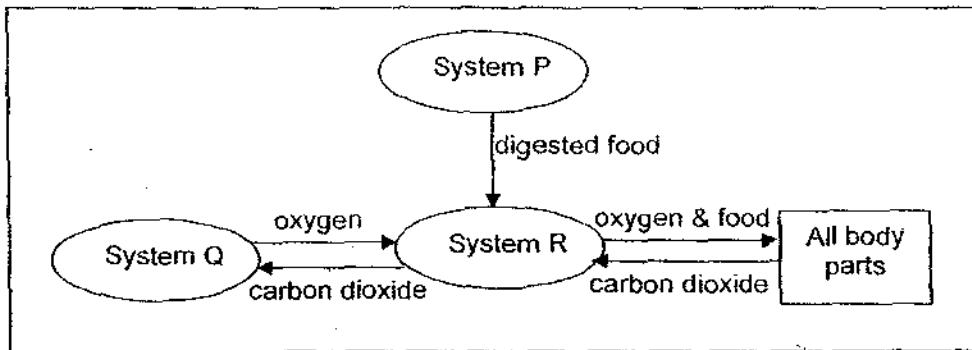 System P
digested food
System Q
oxygen
carbon dioxide
System R
oxygen & food
carbon dioxide
All body
parts